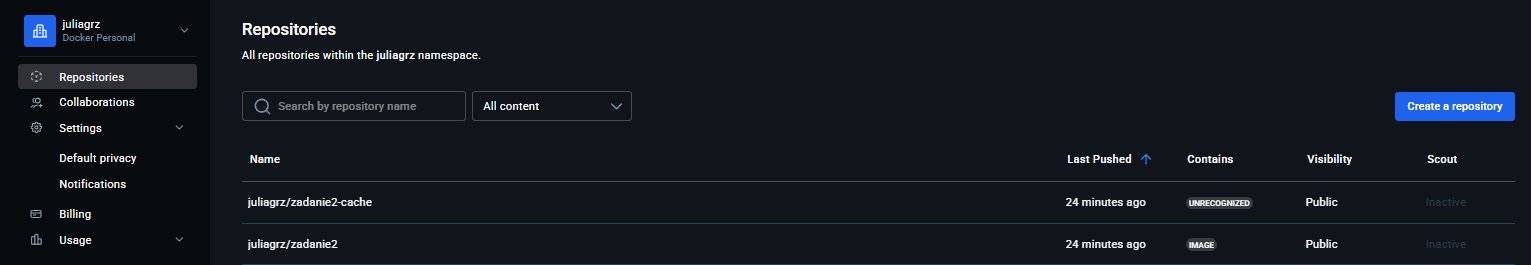 juliagrz
Docker Personal
Repositories
Collaborations
Settings
Default privacy
Notifications
Billing
Usage
Repositories
All repositories within the juliagrz namespace.
Search by repository name
All content
Create a repository
Name Last Pushed Contains Visibility Scout
juliagrz/zadanie2-cache 24 minutes ago UNRECOGNIZED Public Inactive
juliagrz/zadanie2 24 minutes ago IMAGE Public Inactive